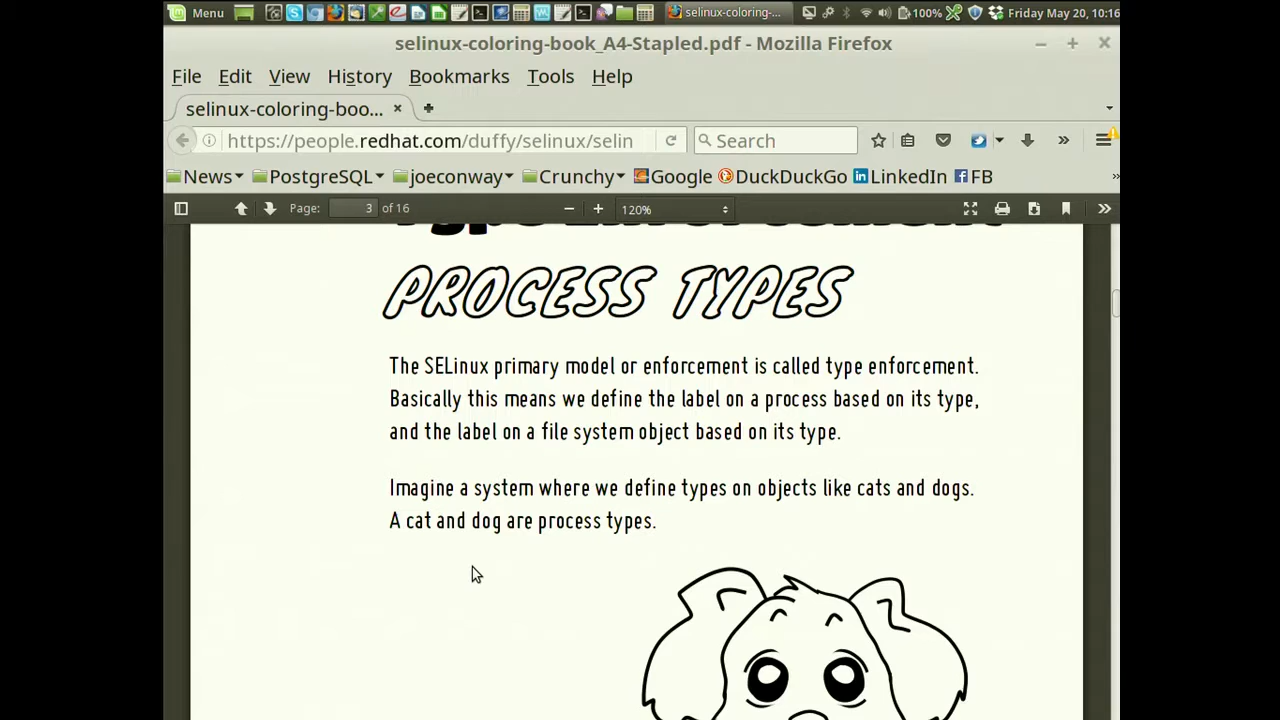 Menu
selinux-coloring-...
100%
Friday May 20, 10:16
selinux-coloring-book_A4-Stapled.pdf - Mozilla Firefox
File Edit View History Bookmarks Tools Help
selinux-coloring-boo...
https://people.redhat.com/duffy/selinux/selin
Search
News PostgreSQL joeconway Crunchy Google DuckDuckGo LinkedIn FB
Page: 3 of 16
120%
Type Enforcement
PROCESS TYPES
The SELinux primary model or enforcement is called type enforcement.
Basically this means we define the label on a process based on its type,
and the label on a file system object based on its type.
Imagine a system where we define types on objects like cats and dogs.
A cat and dog are process types.